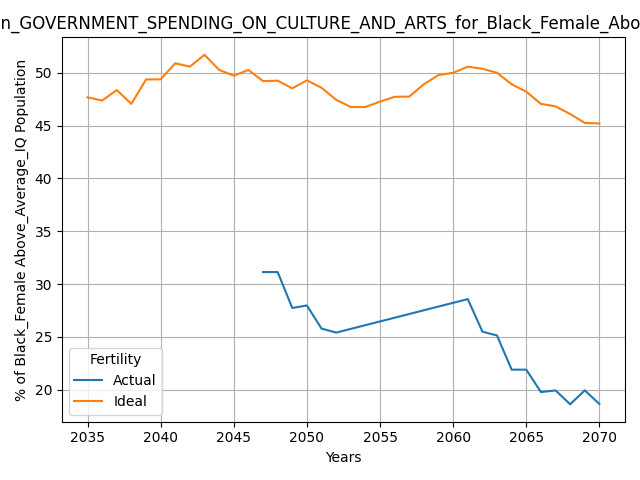 n_GOVERNMENT_SPENDING_ON_CULTURE_AND_ARTS_for_Black_Female_Abo
% of Black_Female Above_Average_IQ Population
50
45
40
35
30
25
20
Fertility
Actual
Ideal
2035 2040 2045 2050 2055 2060 2065 2070
Years